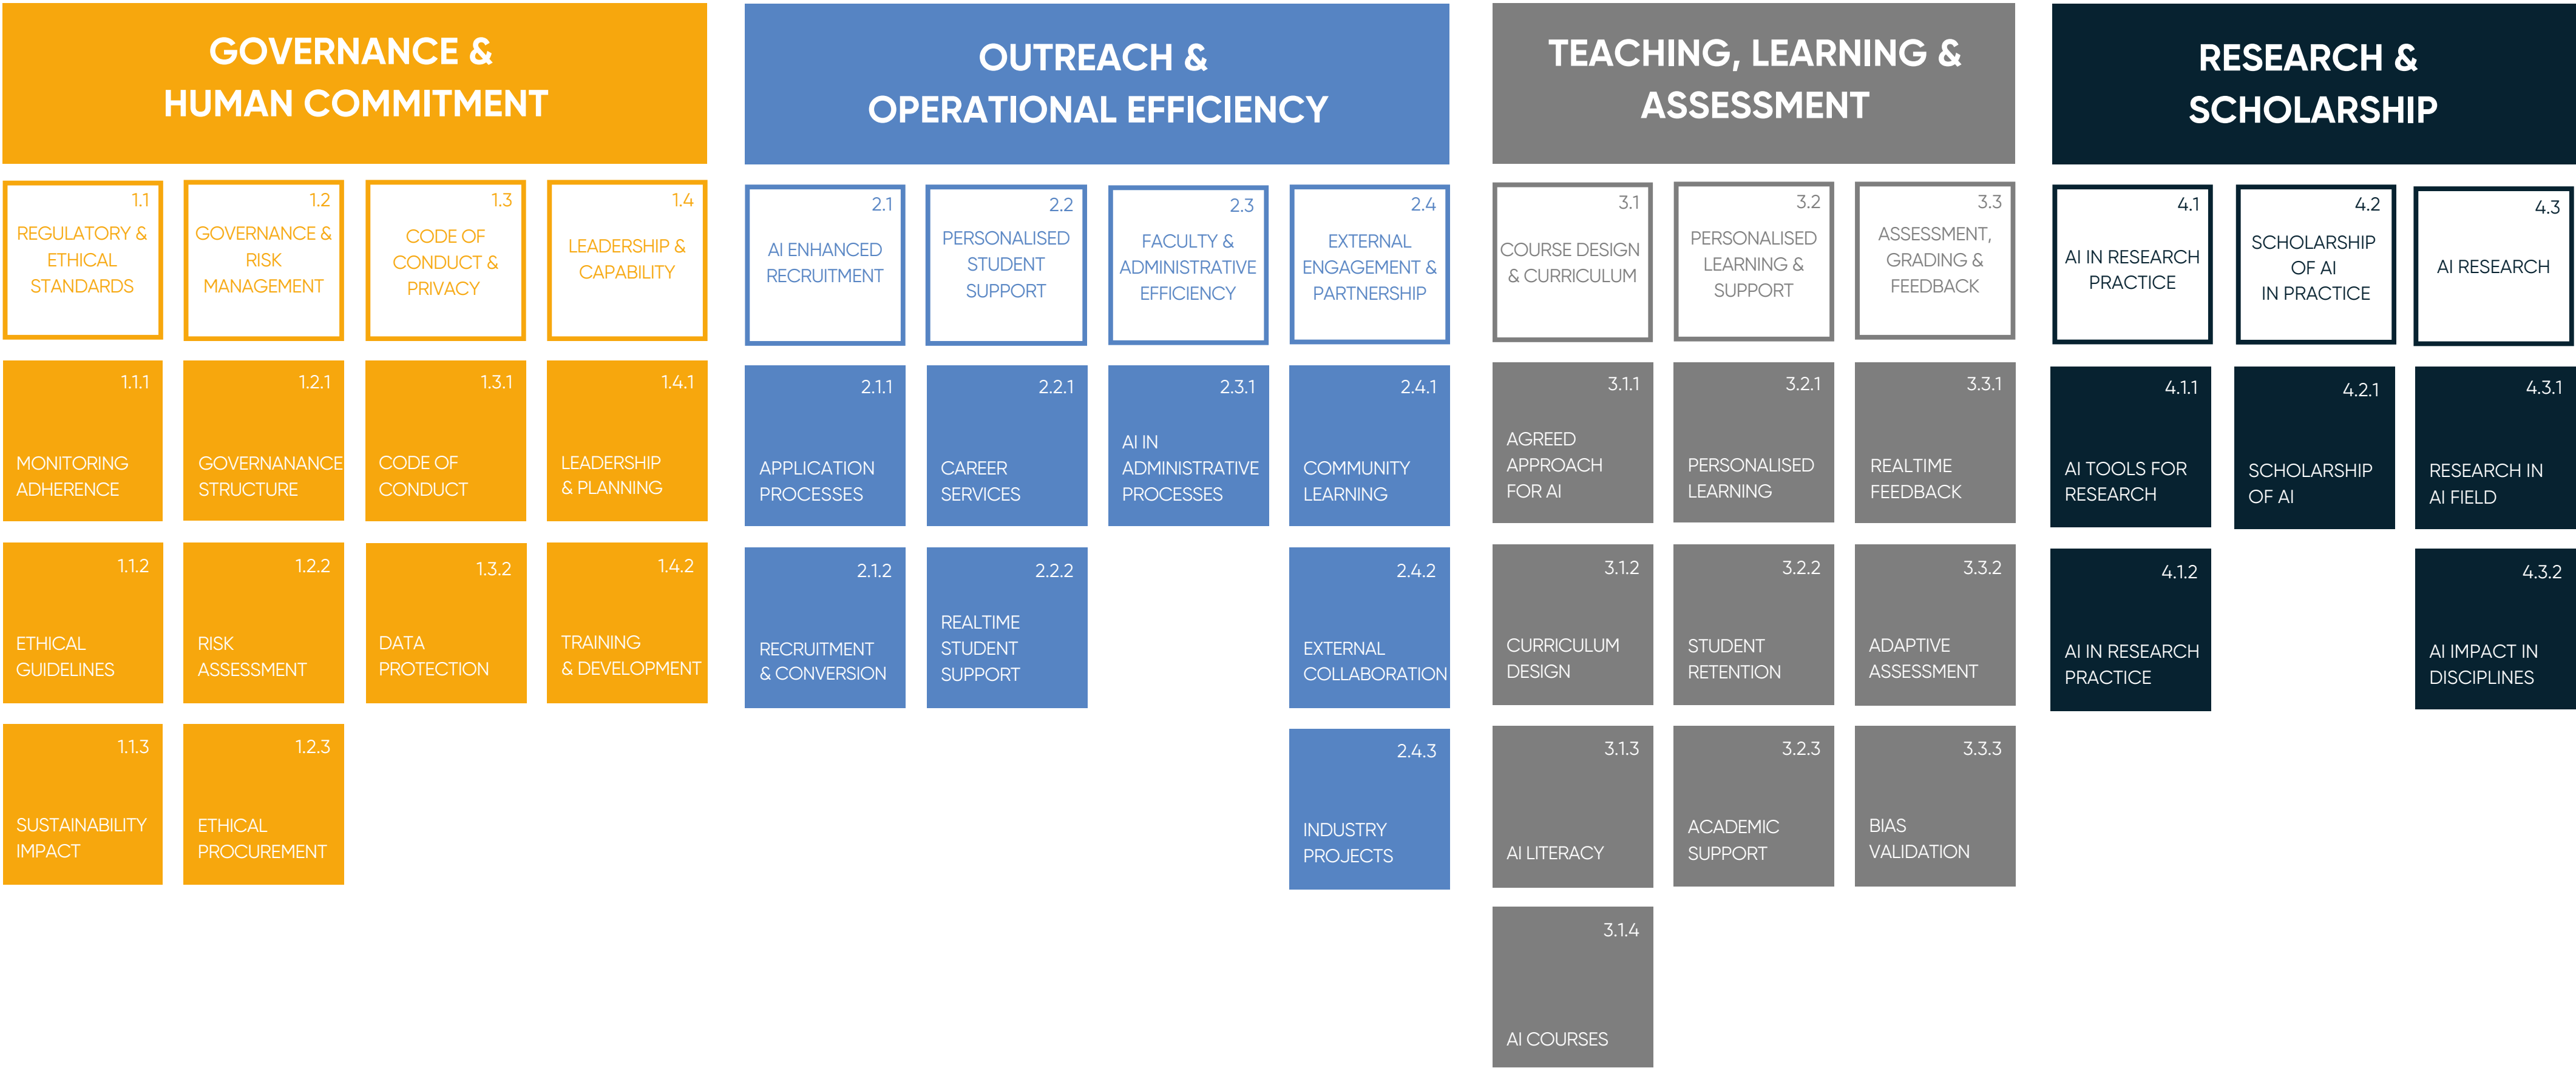 GOVERNANCE &
HUMAN COMMITMENT
1.1
REGULATORY &
ETHICAL
STANDARDS
1.2
GOVERNANCE &
RISK
MANAGEMENT
1.3
CODE OF
CONDUCT &
PRIVACY
1.4
LEADERSHIP &
CAPABILITY
1.1.1
MONITORING
ADHERENCE
1.2.1
GOVERNANANCE
STRUCTURE
1.3.1
CODE OF
CONDUCT
1.4.1
LEADERSHIP
& PLANNING
1.1.2
ETHICAL
GUIDELINES
1.2.2
RISK
ASSESSMENT
1.3.2
DATA
PROTECTION
1.4.2
TRAINING
& DEVELOPMENT
1.1.3
SUSTAINABILITY
IMPACT
1.2.3
ETHICAL
PROCUREMENT
OUTREACH &
OPERATIONAL EFFICIENCY
2.1
AI ENHANCED
RECRUITMENT
2.2
PERSONALISED
STUDENT
SUPPORT
2.3
FACULTY &
ADMINISTRATIVE
EFFICIENCY
2.4
EXTERNAL
ENGAGEMENT &
PARTNERSHIP
2.1.1
APPLICATION
PROCESSES
2.2.1
CAREER
SERVICES
2.3.1
AI IN
ADMINISTRATIVE
PROCESSES
2.4.1
COMMUNITY
LEARNING
2.1.2
RECRUITMENT
& CONVERSION
2.2.2
REALTIME
STUDENT
SUPPORT
2.4.2
EXTERNAL
COLLABORATION
2.4.3
INDUSTRY
PROJECTS
TEACHING, LEARNING &
ASSESSMENT
3.1
COURSE DESIGN
& CURRICULUM
3.2
PERSONALISED
LEARNING &
SUPPORT
3.3
ASSESSMENT,
GRADING &
FEEDBACK
3.1.1
AGREED
APPROACH
FOR AI
3.2.1
PERSONALISED
LEARNING
3.3.1
REALTIME
FEEDBACK
3.1.2
CURRICULUM
DESIGN
3.2.2
STUDENT
RETENTION
3.3.2
ADAPTIVE
ASSESSMENT
3.1.3
AI LITERACY
3.2.3
ACADEMIC
SUPPORT
3.3.3
BIAS
VALIDATION
3.1.4
AI COURSES
RESEARCH &
SCHOLARSHIP
4.1
AI IN RESEARCH
PRACTICE
4.2
SCHOLARSHIP
OF AI
IN PRACTICE
4.3
AI RESEARCH
4.1.1
AI TOOLS FOR
RESEARCH
4.2.1
SCHOLARSHIP
OF AI
4.3.1
RESEARCH IN
AI FIELD
4.1.2
AI IN RESEARCH
PRACTICE
4.3.2
AI IMPACT IN
DISCIPLINES